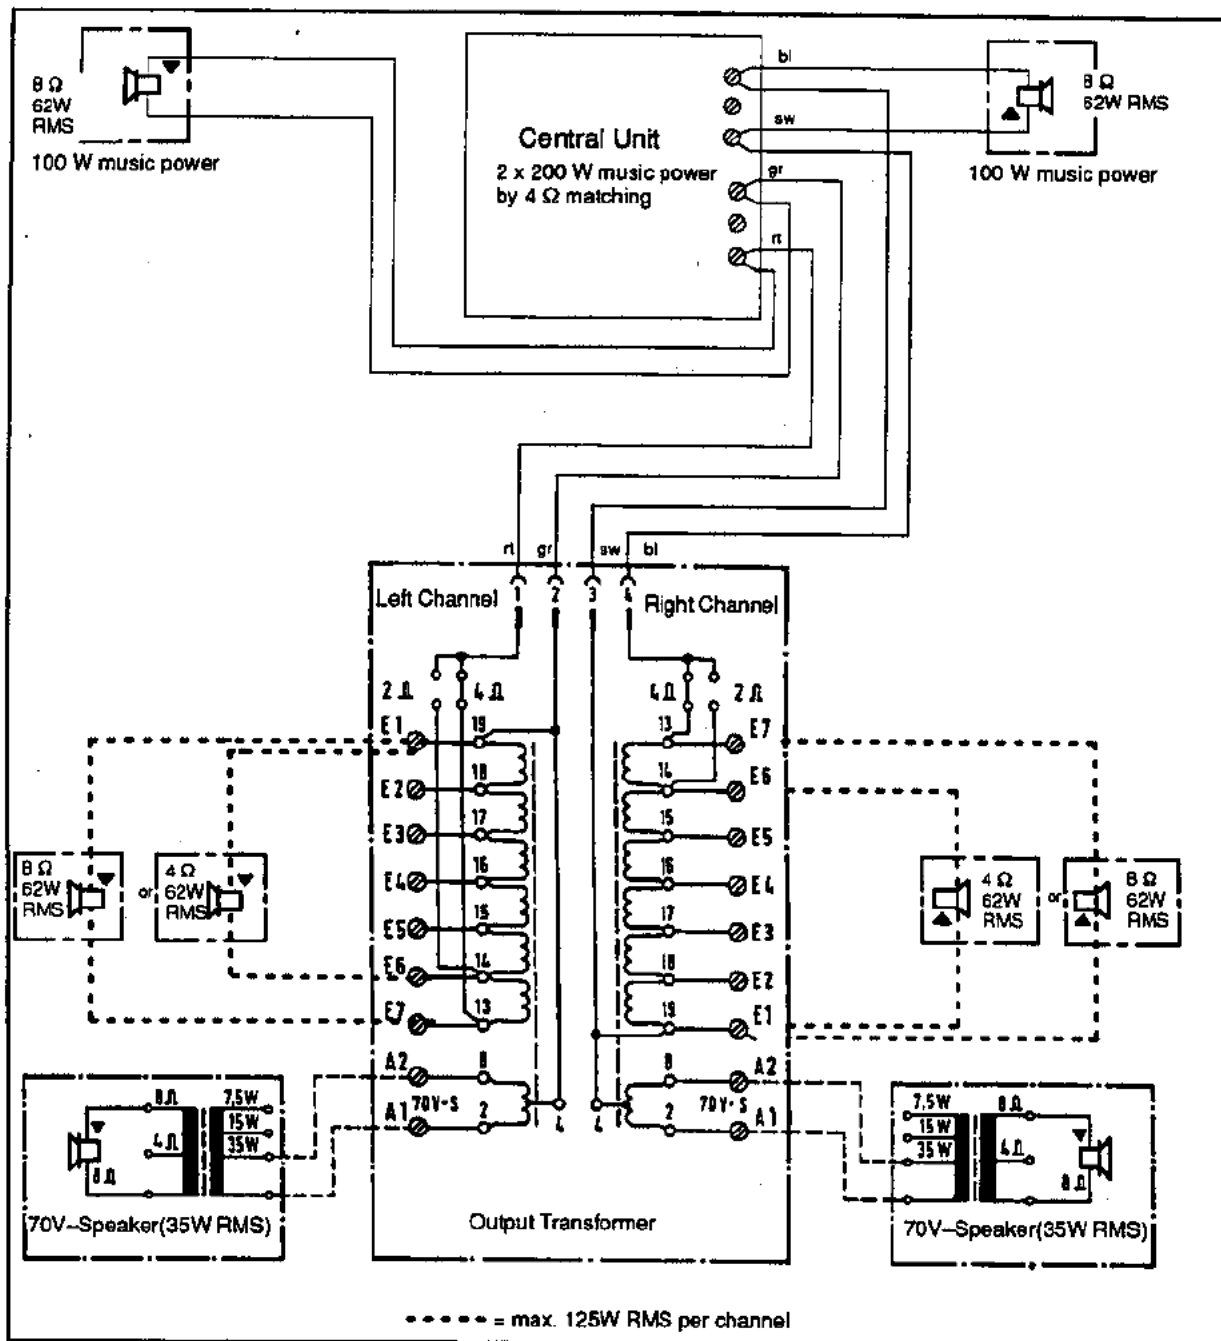 8 Ω
62W
RMS
100 W music power
Central Unit
2 x 200 W music power
by 4 Ω matching
bl
sw
gr
rt
8 Ω
62W RMS
100 W music power
rt gr sw bl
1 2 3 4
Left Channel
Right Channel
2 Ω 4 Ω
4 Ω 2 Ω
E1 19
E2 18
E3 17
E4 16
E5 15
E6 14
E7 13
A2 8
A1 70V-S 2
4
13 E7
14 E6
15 E5
16 E4
17 E3
18 E2
19 E1
8 A2
4 2 70V-S A1
8 Ω
62W
RMS
or
4 Ω
62W
RMS
4 Ω
62W
RMS
or
8 Ω
62W
RMS
8 Ω 7,5W
15W
4 Ω 35W
8 Ω
70V-Speaker(35W RMS)
Output Transformer
7,5W 8 Ω
15W
35W 4 Ω
8 Ω
70V-Speaker(35W RMS)
= max. 125W RMS per channel